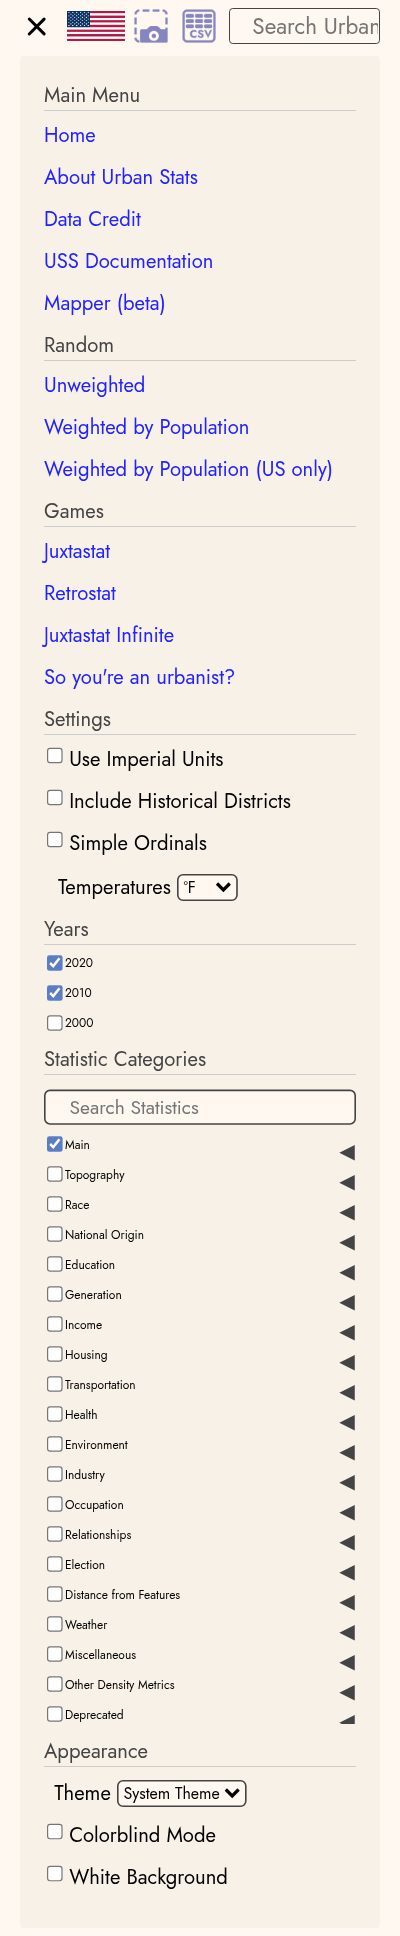 CSV
Search Urban
Main Menu
Home
About Urban Stats
Data Credit
USS Documentation
Mapper (beta)
Random
Unweighted
Weighted by Population
Weighted by Population (US only)
Games
Juxtastat
Retrostat
Juxtastat Infinite
So you're an urbanist?
Settings
Use Imperial Units
Include Historical Districts
Simple Ordinals
Temperatures °F
Years
2020
2010
2000
Statistic Categories
Search Statistics
Main
Topography
Race
National Origin
Education
Generation
Income
Housing
Transportation
Health
Environment
Industry
Occupation
Relationships
Election
Distance from Features
Weather
Miscellaneous
Other Density Metrics
Deprecated
Appearance
Theme System Theme
Colorblind Mode
White Background